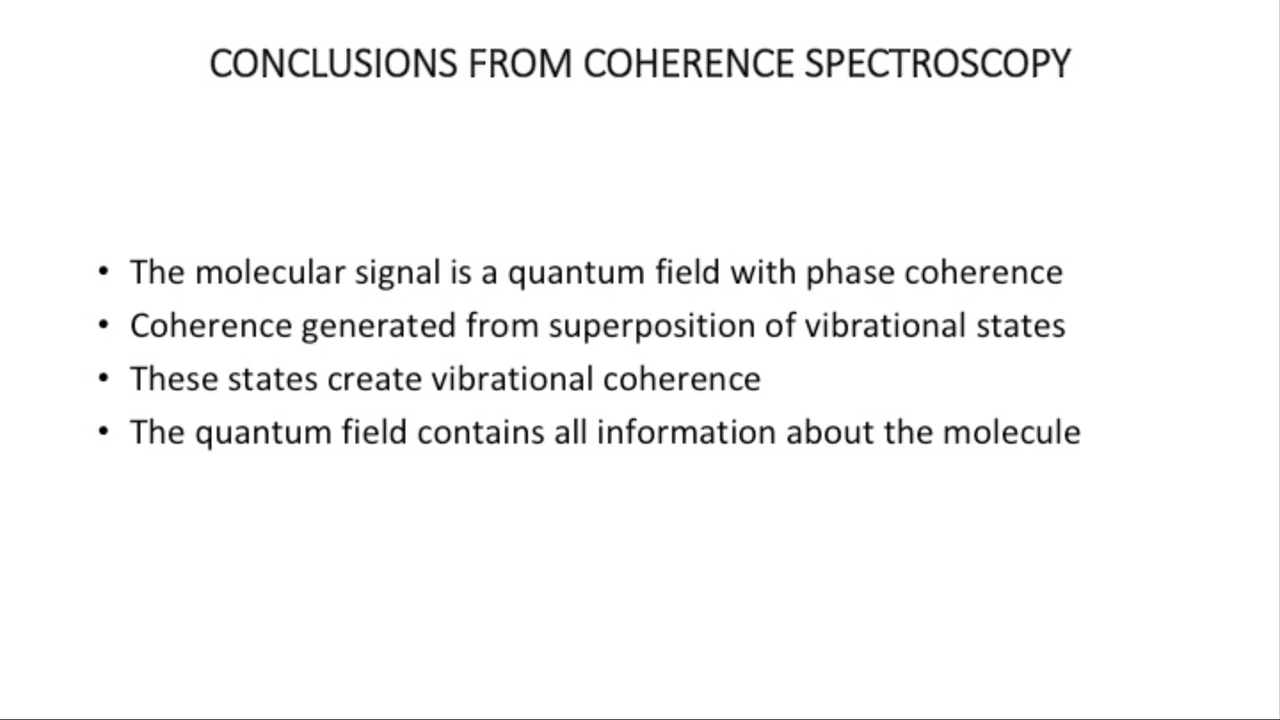 CONCLUSIONS FROM COHERENCE SPECTROSCOPY
• The molecular signal is a quantum field with phase coherence
• Coherence generated from superposition of vibrational states
• These states create vibrational coherence
• The quantum field contains all information about the molecule